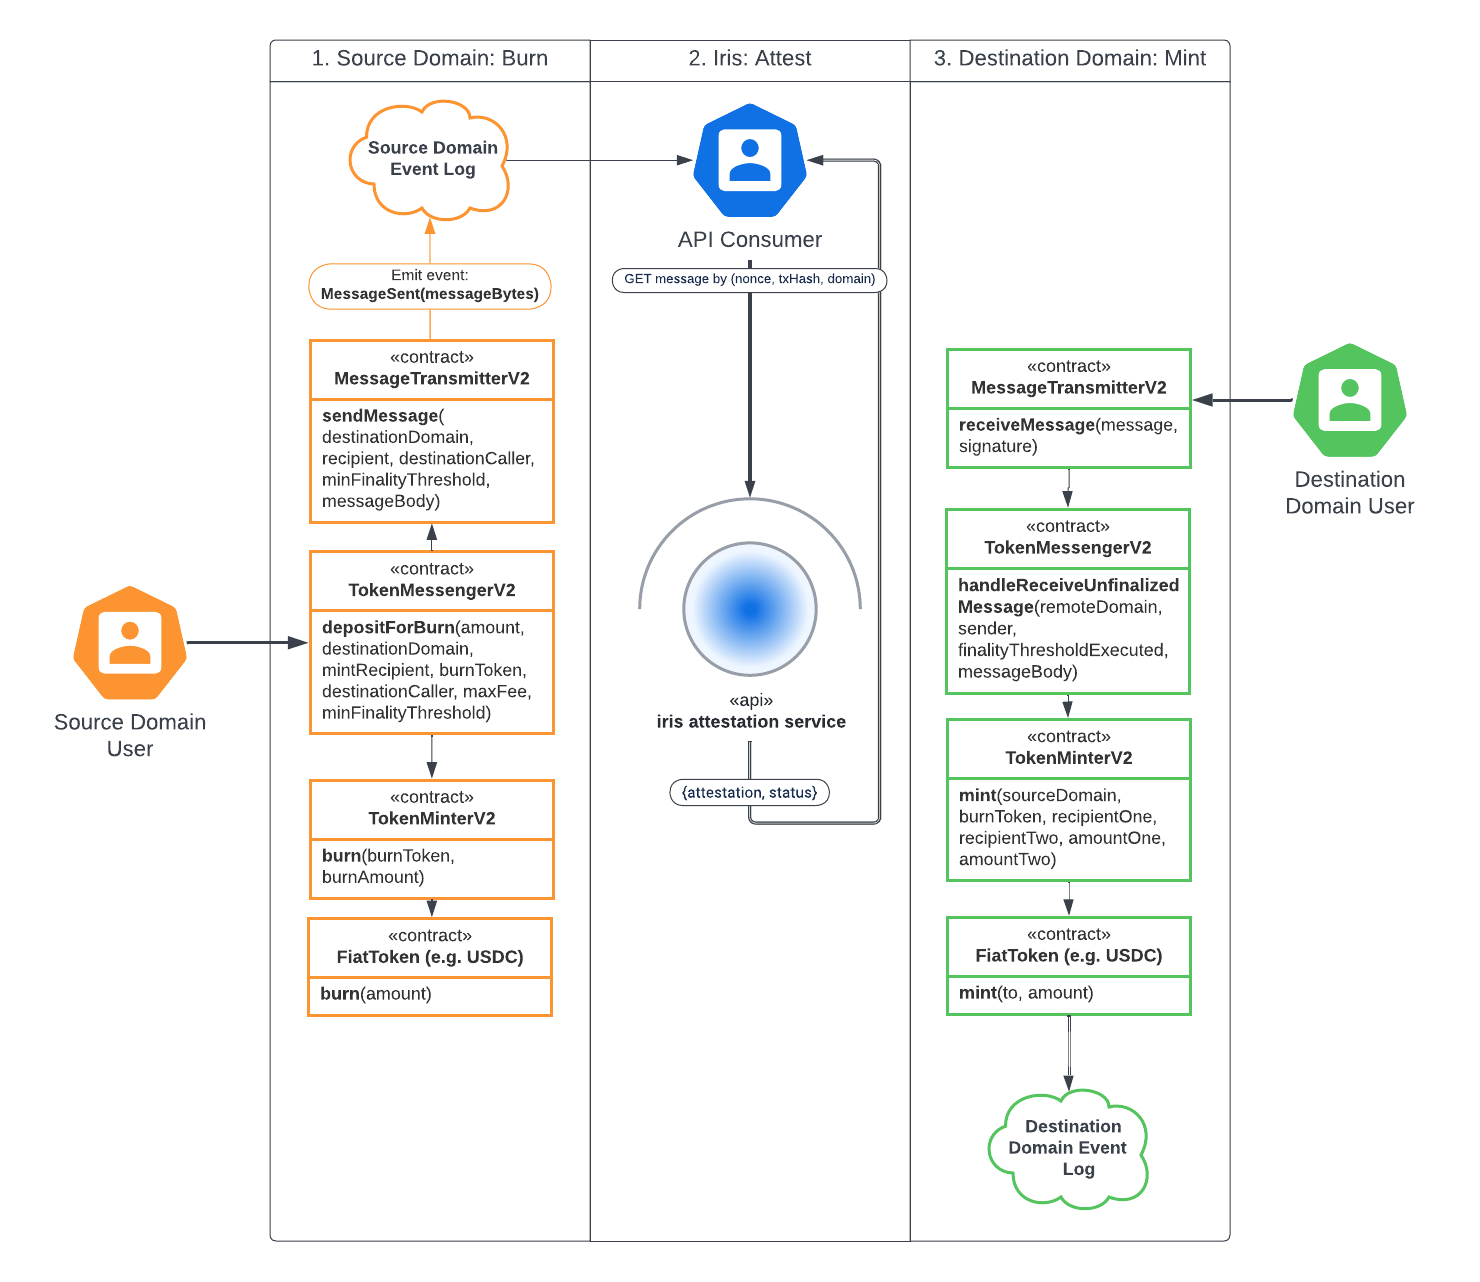 1. Source Domain: Burn
2. Iris: Attest
3. Destination Domain: Mint
Source Domain
Event Log
Emit event:
MessageSent(messageBytes)
«contract»
MessageTransmitterV2
sendMessage(
destinationDomain,
recipient, destinationCaller,
minFinalityThreshold,
messageBody)
«contract»
TokenMessengerV2
depositForBurn(amount,
destinationDomain,
mintRecipient, burnToken,
destinationCaller, maxFee,
minFinalityThreshold)
Source Domain
User
«contract»
TokenMinterV2
burn(burnToken,
burnAmount)
«contract»
FiatToken (e.g. USDC)
burn(amount)
API Consumer
GET message by (nonce, txHash, domain)
«api»
iris attestation service
{attestation, status}
«contract»
MessageTransmitterV2
receiveMessage(message,
signature)
Destination
Domain User
«contract»
TokenMessengerV2
handleReceiveUnfinalized
Message(remoteDomain,
sender,
finalityThresholdExecuted,
messageBody)
«contract»
TokenMinterV2
mint(sourceDomain,
burnToken, recipientOne,
recipientTwo, amountOne,
amountTwo)
«contract»
FiatToken (e.g. USDC)
mint(to, amount)
Destination
Domain Event
Log